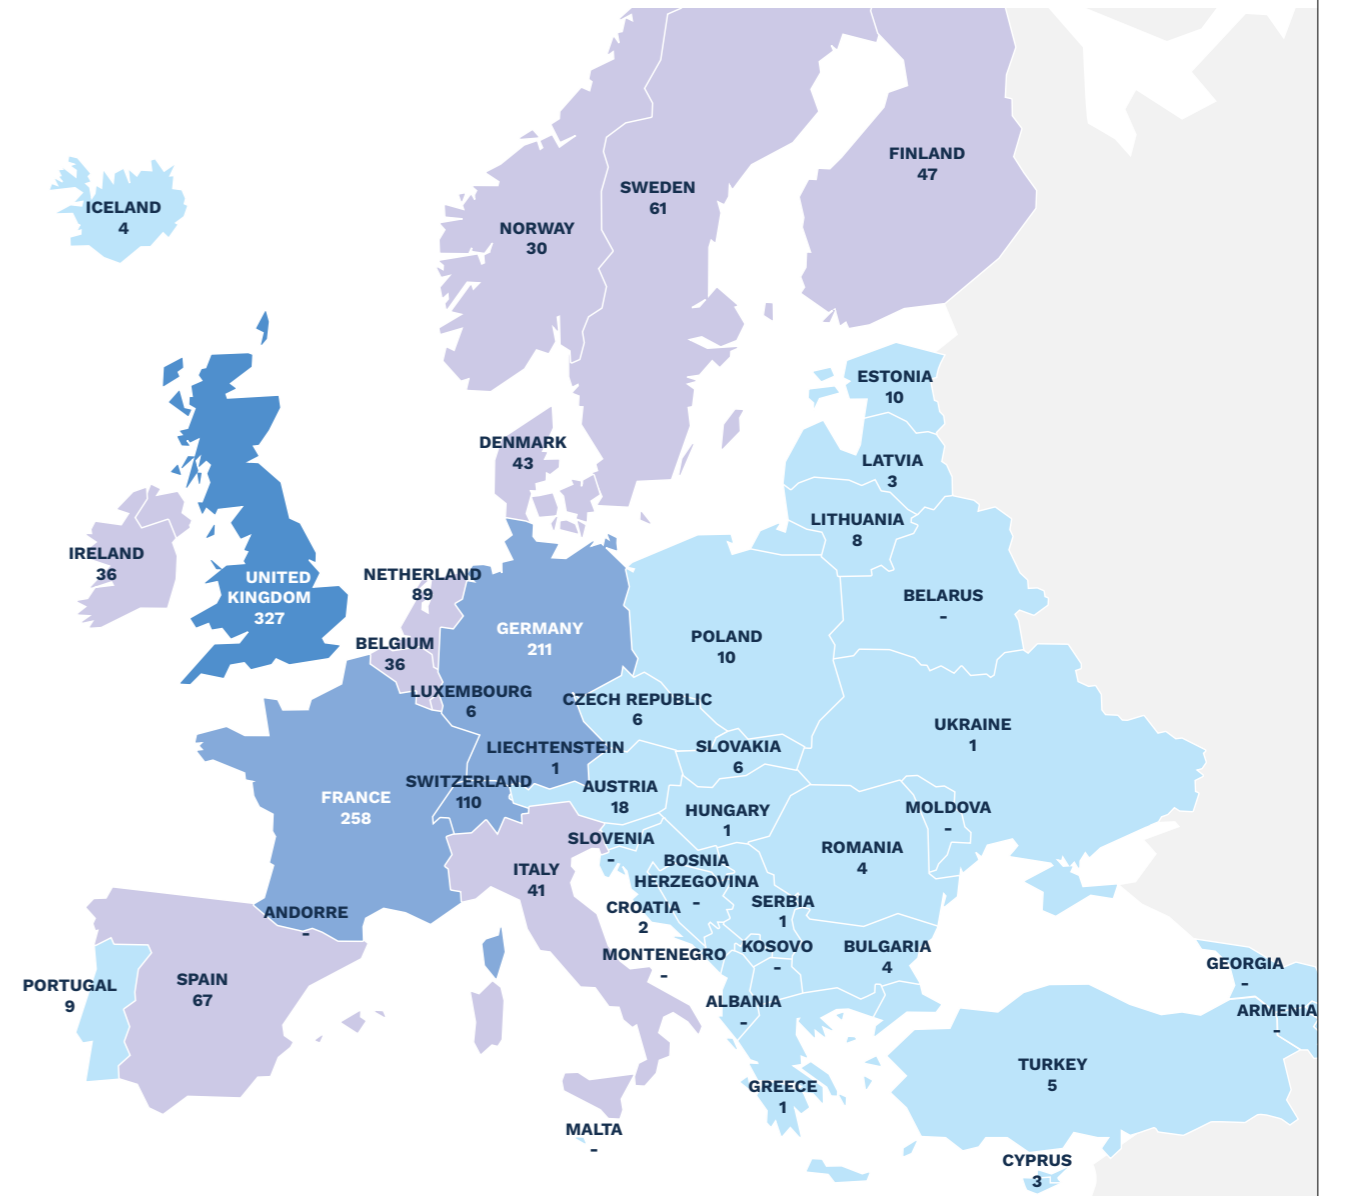 FINLAND
47
SWEDEN
61
ICELAND
4
NORWAY
30
ESTONIA
10
DENMARK
43
LATVIA
3
LITHUANIA
8
IRELAND
36
UNITED
KINGDOM
327
NETHERLAND
89
BELARUS
-
GERMANY
211
POLAND
10
BELGIUM
36
LUXEMBOURG
6
CZECH REPUBLIC
6
UKRAINE
1
LIECHTENSTEIN
1
SLOVAKIA
6
SWITZERLAND
110
AUSTRIA
18
FRANCE
258
HUNGARY
1
MOLDOVA
-
SLOVENIA
-
ROMANIA
4
BOSNIA
HERZEGOVINA
-
ITALY
41
SERBIA
1
CROATIA
2
ANDORRE
-
KOSOVO
-
BULGARIA
4
MONTENEGRO
-
GEORGIA
-
SPAIN
67
PORTUGAL
9
ALBANIA
-
ARMENIA
-
TURKEY
5
GREECE
1
MALTA
-
CYPRUS
3